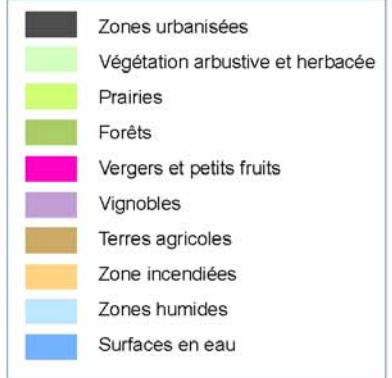 Zones urbanisées
Végétation arbustive et herbacée
Prairies
Forêts
Vergers et petits fruits
Vignobles
Terres agricoles
Zone incendiées
Zones humides
Surfaces en eau